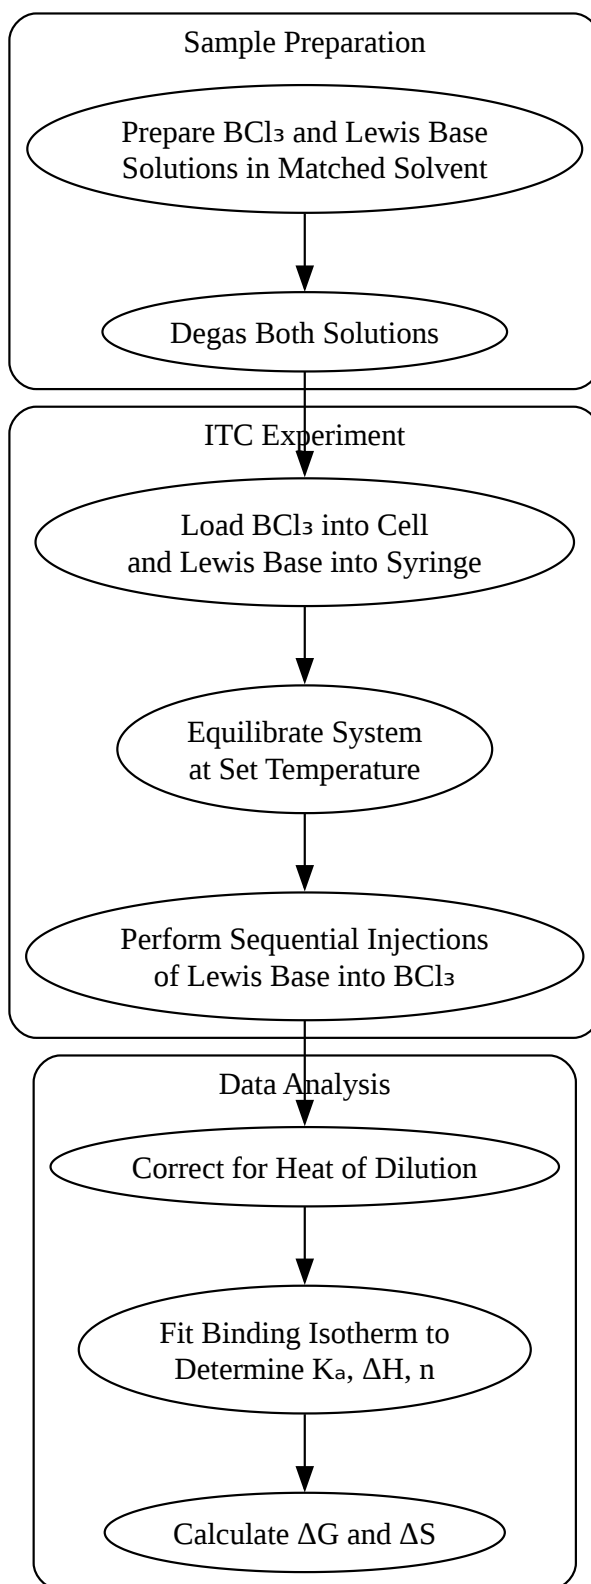 Sample Preparation
Prepare BCl₃ and Lewis Base
Solutions in Matched Solvent
Degas Both Solutions
ITC Experiment
Load BCl₃ into Cell
and Lewis Base into Syringe
Equilibrate System
at Set Temperature
Perform Sequential Injections
of Lewis Base into BCl₃
Data Analysis
Correct for Heat of Dilution
Fit Binding Isotherm to
Determine Kₐ, ΔH, n
Calculate ΔG and ΔS